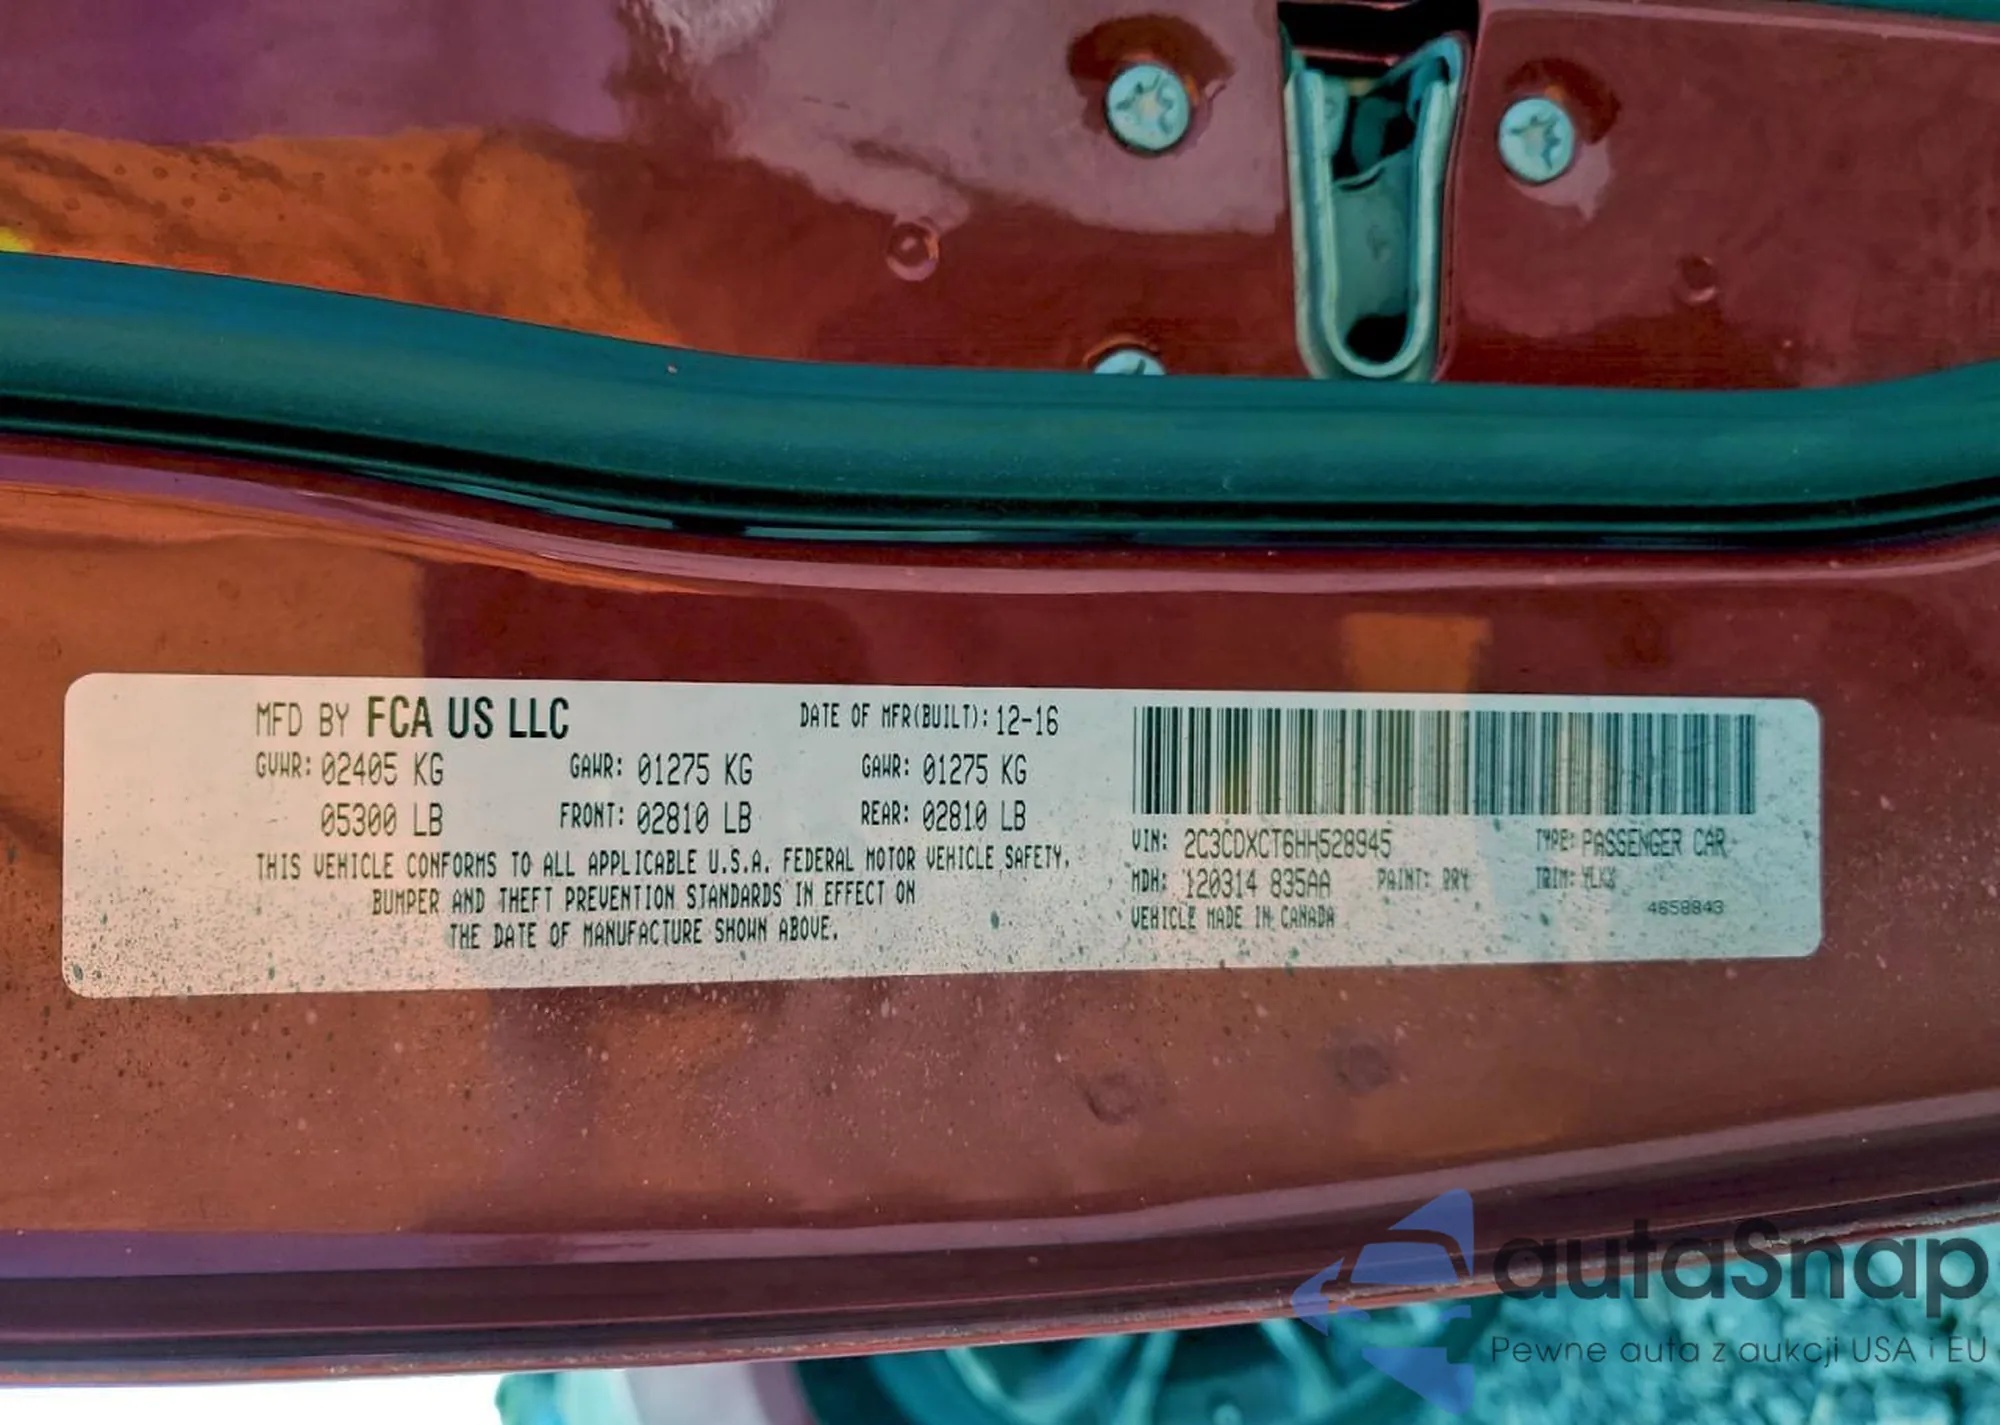 MFD BY FCA US LLC DATE OF MFR(BUILT): 12-16
GVWR: 02405 KG GAWR: 01275 KG GAWR: 01275 KG
05300 LB FRONT: 02810 LB REAR: 02810 LB
THIS VEHICLE CONFORMS TO ALL APPLICABLE U.S.A. FEDERAL MOTOR VEHICLE SAFETY,
BUMPER AND THEFT PREVENTION STANDARDS IN EFFECT ON
THE DATE OF MANUFACTURE SHOWN ABOVE.
VIN: 2C3CDXCT6HH528945 TYPE: PASSENGER CAR
MDH: 120314 835AA PAINT: PRY TRIM:
VEHICLE MADE IN CANADA 4658843
autaSnap
Pewne auta z aukcji USA i EU